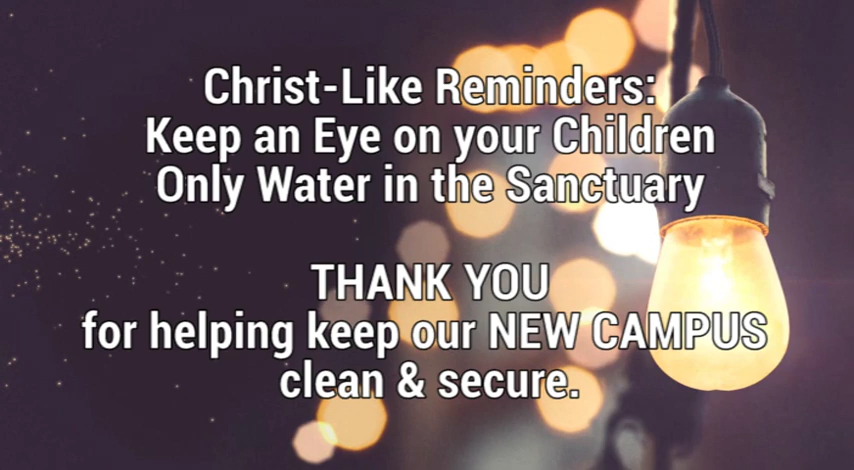 Christ-Like Reminders:
Keep an Eye on your Children
Only Water in the Sanctuary
THANK YOU
for helping keep our NEW CAMPUS
clean & secure.